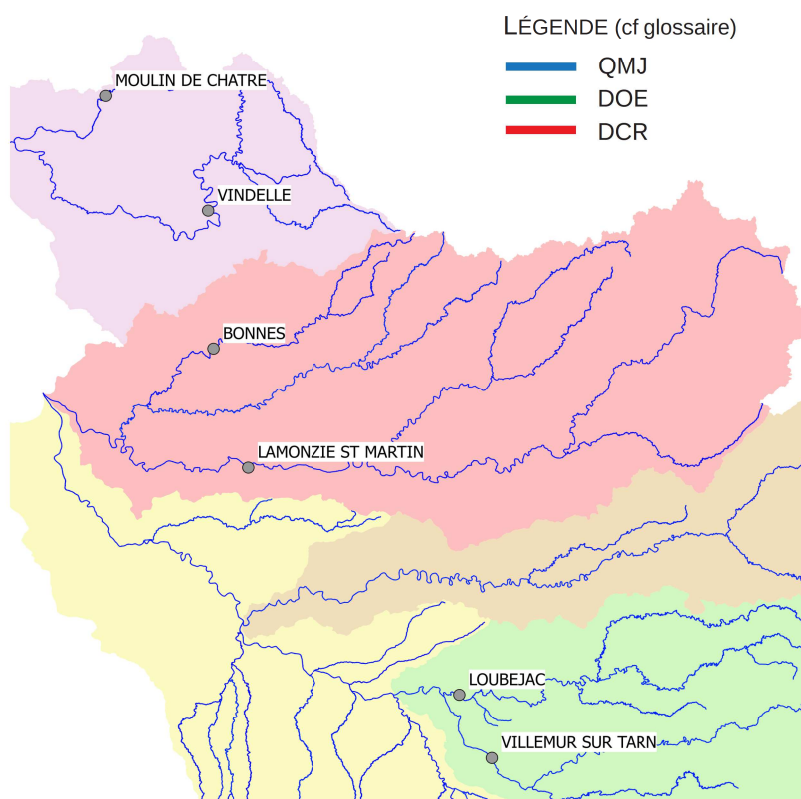 LÉGENDE (cf glossaire)
QMJ
DOE
DCR
MOULIN DE CHATRE
VINDELLE
BONNES
LAMONZIE ST MARTIN
LOUBEJAC
VILLEMUR SUR TARN